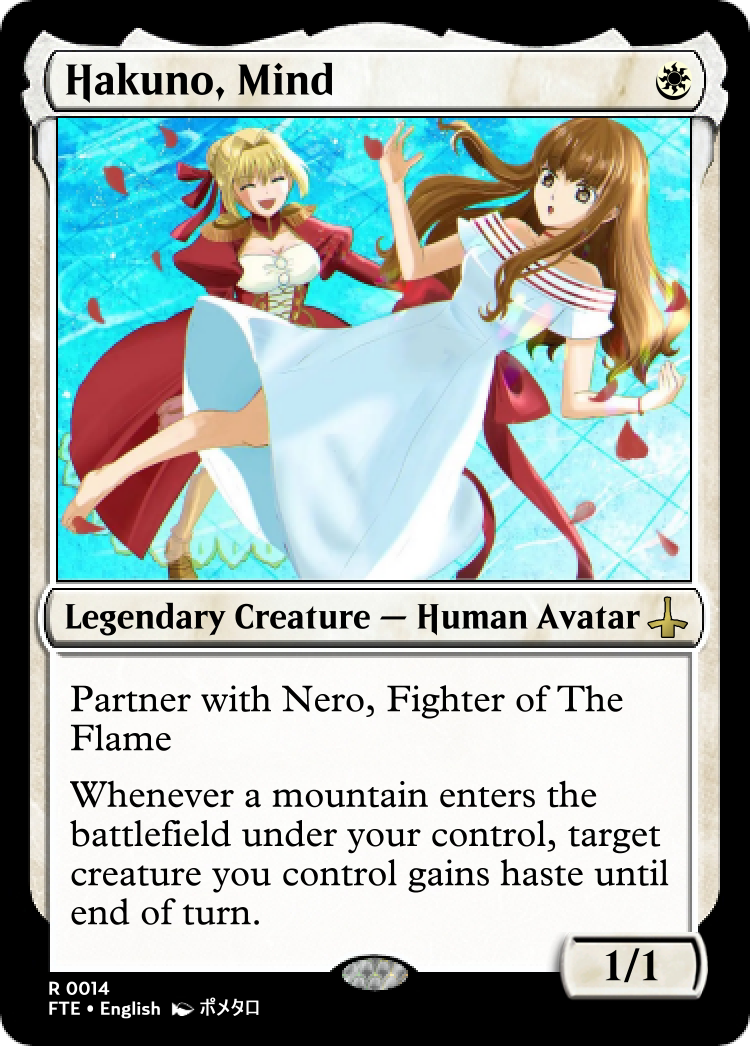 Hakuno, Mind
Legendary Creature — Human Avatar
Partner with Nero, Fighter of The
Flame
Whenever a mountain enters the
battlefield under your control, target
creature you control gains haste until
end of turn.
1/1
R 0014
FTE • English ポメタロ